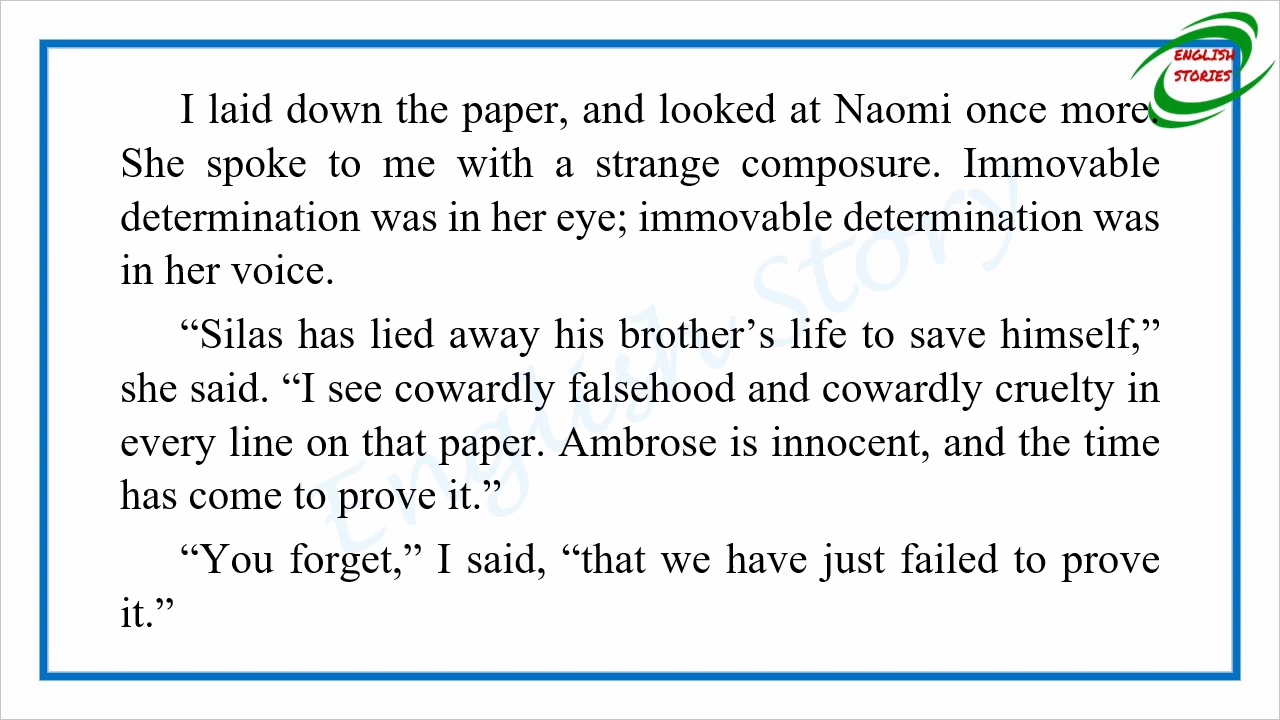 ENGLISH
STORIES
I laid down the paper, and looked at Naomi once more.
She spoke to me with a strange composure. Immovable
determination was in her eye; immovable determination was
in her voice.
“Silas has lied away his brother’s life to save himself,”
she said. “I see cowardly falsehood and cowardly cruelty in
every line on that paper. Ambrose is innocent, and the time
has come to prove it.”
“You forget,” I said, “that we have just failed to prove
it.”
English Story